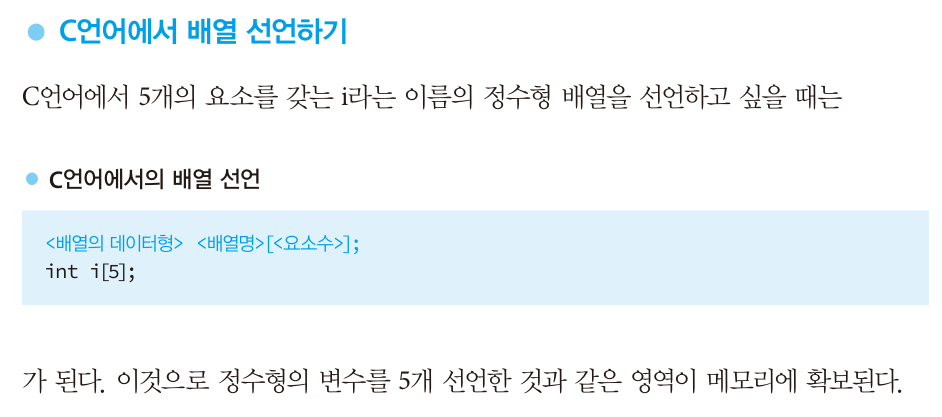 ● C언어에서 배열 선언하기
C언어에서 5개의 요소를 갖는 i라는 이름의 정수형 배열을 선언하고 싶을 때는
● C언어에서의 배열 선언
<배열의 데이터형> <배열명>[<요소수>];
int i[5];
가 된다. 이것으로 정수형의 변수를 5개 선언한 것과 같은 영역이 메모리에 확보된다.